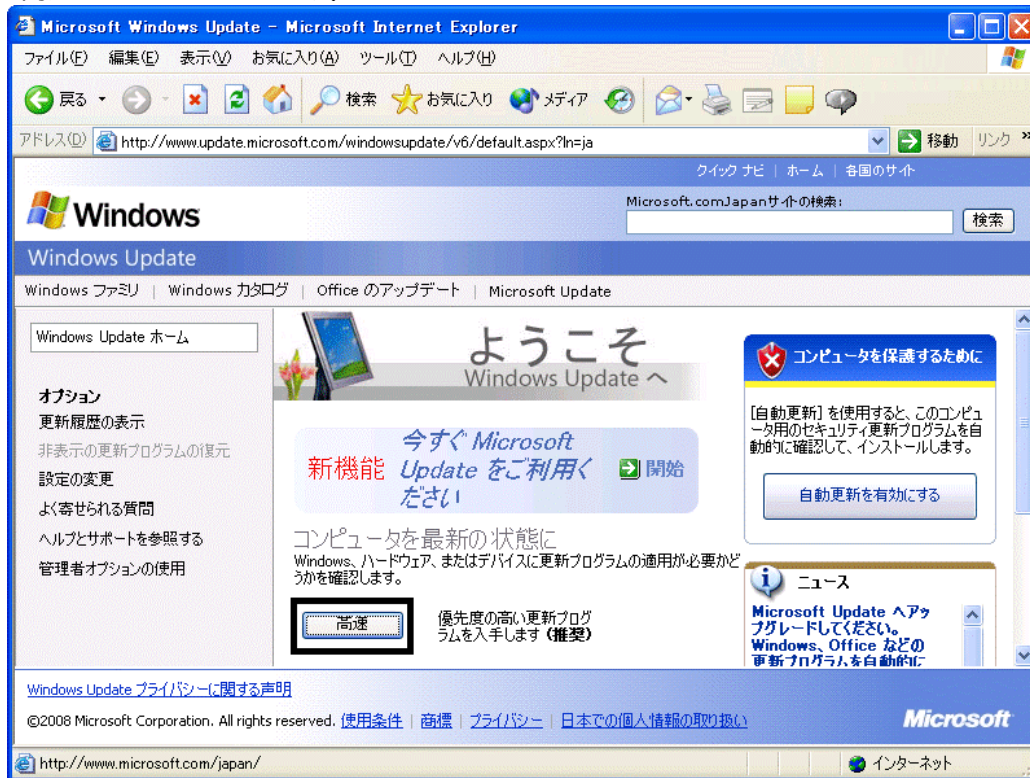 Microsoft Windows Update - Microsoft Internet Explorer
ファイル(F) 編集(E) 表示(V) お気に入り(A) ツール(T) ヘルプ(H)
戻る 検索 お気に入り メディア
アドレス(D) http://www.update.microsoft.com/windowsupdate/v6/default.aspx?ln=ja 移動 リンク »
クイック ナビ | ホーム | 各国のサイト
Windows
Microsoft.comJapanサイトの検索:
検索
Windows Update
Windows ファミリ | Windows カタログ | Office のアップデート | Microsoft Update
Windows Update ホーム
オプション
更新履歴の表示
非表示の更新プログラムの復元
設定の変更
よく寄せられる質問
ヘルプとサポートを参照する
管理者オプションの使用
ようこそ
Windows Update へ
新機能
今すぐ Microsoft
Update をご利用く
ださい
開始
コンピュータを最新の状態に
Windows、ハードウェア、またはデバイスに更新プログラムの適用が必要かど
うかを確認します。
高速
優先度の高い更新プログ
ラムを入手します (推奨)
コンピュータを保護するために
[自動更新] を使用すると、このコンピュ
ータ用のセキュリティ更新プログラムを自
動的に確認して、インストールします。
自動更新を有効にする
ニュース
Microsoft Update へアッ
プグレードしてください。
Windows、Office などの
更新プログラムを自動的に
Windows Update プライバシーに関する声明
©2008 Microsoft Corporation. All rights reserved. 使用条件 | 商標 | プライバシー | 日本での個人情報の取り扱い
Microsoft
http://www.microsoft.com/japan/
インターネット